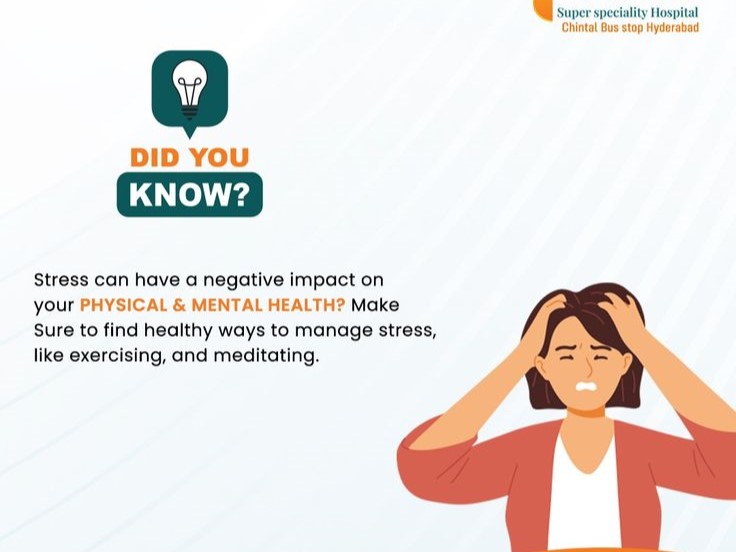 Super speciality Hospital
Chintal Bus stop Hyderabad
DID YOU
KNOW?
Stress can have a negative impact on
your PHYSICAL & MENTAL HEALTH? Make
Sure to find healthy ways to manage stress,
like exercising, and meditating.